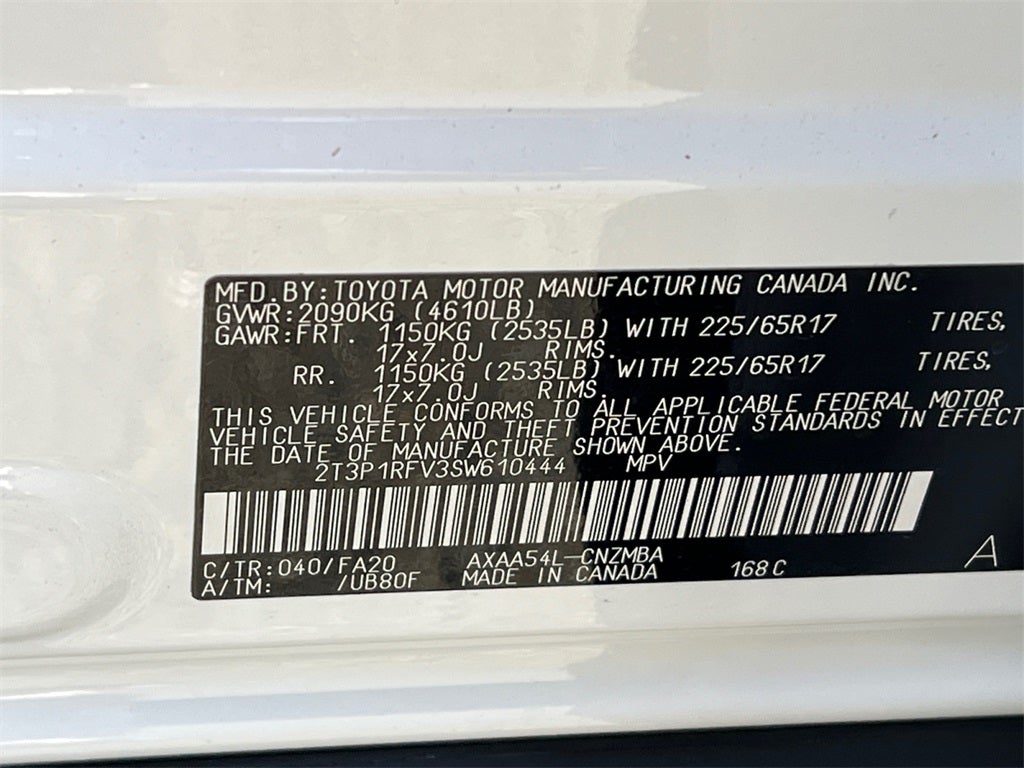 MFD.BY:TOYOTA MOTOR MANUFACTURING CANADA INC.
GVWR:2090KG (4610LB)
GAWR:FRT. 1150KG (2535LB) WITH 225/65R17 TIRES,
17x7.0J RIMS.
RR. 1150KG (2535LB) WITH 225/65R17 TIRES,
17x7.0J RIMS.
THIS VEHICLE CONFORMS TO ALL APPLICABLE FEDERAL MOTOR
VEHICLE SAFETY AND THEFT PREVENTION STANDARDS IN EFFECT
THE DATE OF MANUFACTURE SHOWN ABOVE.
2T3P1RFV3SW610444 MPV
C/TR:040/FA20 AXAA54L-CNZMBA
A/TM: /UB80F MADE IN CANADA 168C A